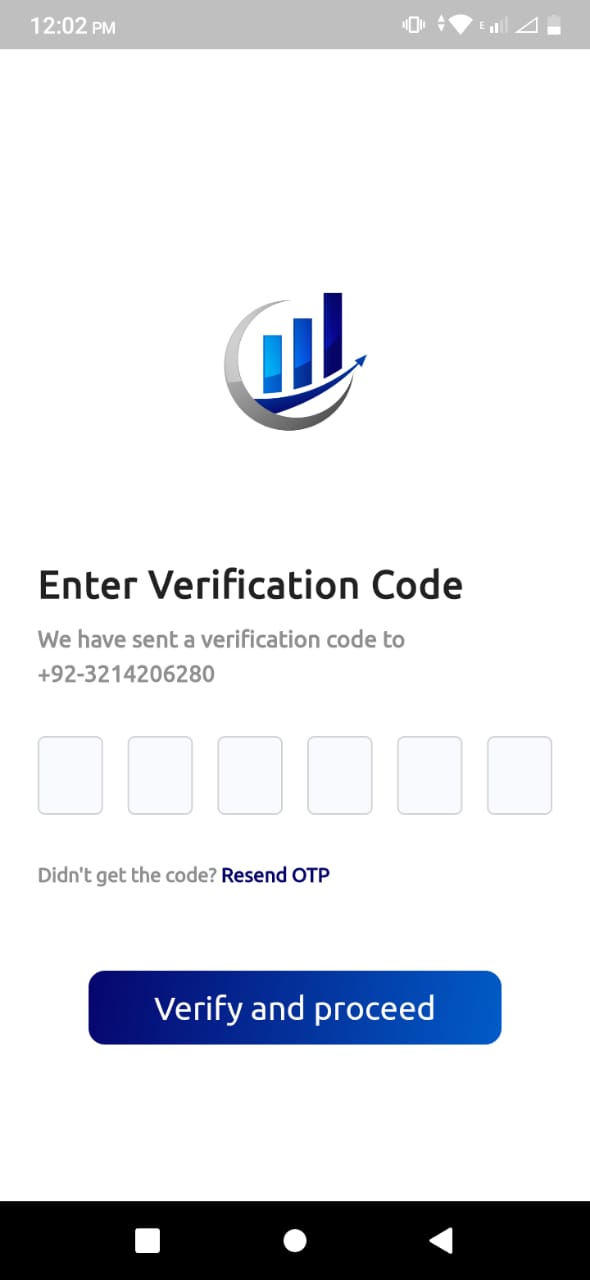 12:02 PM
E
Enter Verification Code
We have sent a verification code to
+92-3214206280
Didn't get the code? Resend OTP
Verify and proceed